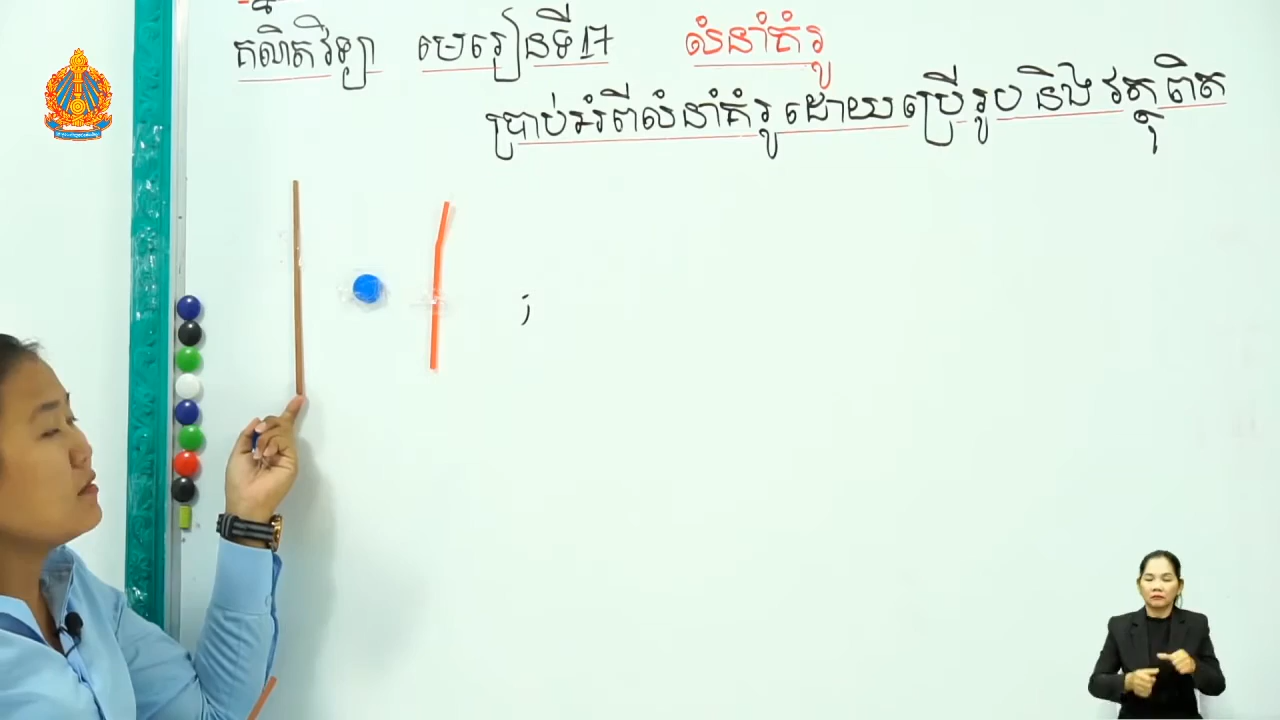 គណិតវិទ្យា មេរៀនទី17 លំនាំគំរូ
ប្រាប់អំពីលំនាំគំរូដោយប្រើរូប និង វត្ថុពិត
;